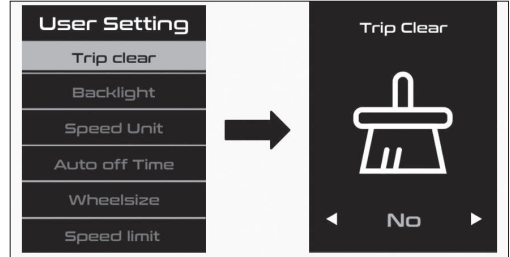 User Setting
Trip clear
Backlight
Speed Unit
Auto off Time
Wheelsize
Speed limit
Trip Clear
No